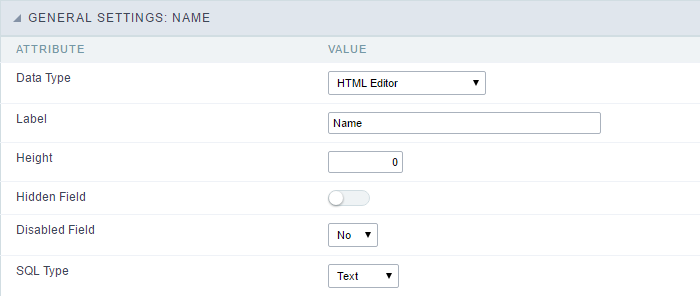 GENERAL SETTINGS: NAME
ATTRIBUTE VALUE
Data Type HTML Editor
Label Name
Height 0
Hidden Field
Disabled Field No
SQL Type Text